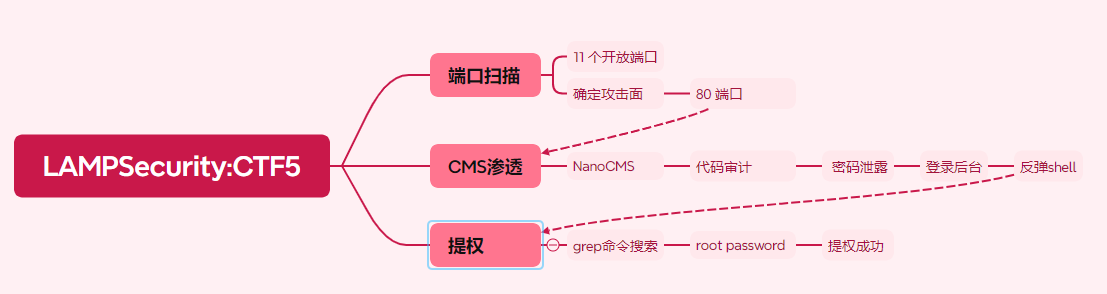 LAMPSecurity:CTF5
端口扫描
11 个开放端口
确定攻击面
80 端口
CMS渗透
NanoCMS
代码审计
密码泄露
登录后台
反弹shell
提权
grep命令搜索
root password
提权成功